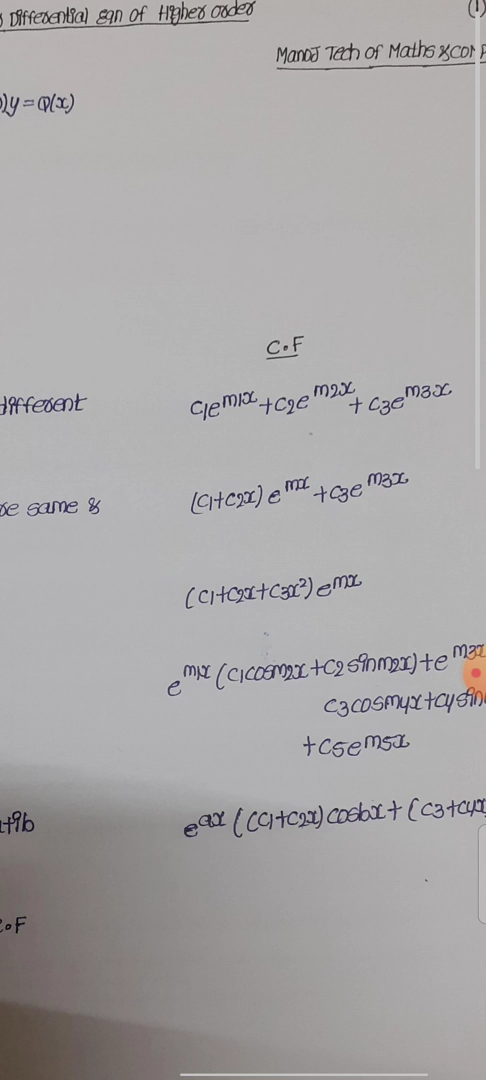 Differential Eqn of Higher order
(1)
Manoj Tech of Maths & com
)y = Q(x)
C.F
different c1e^m1x + c2e^m2x + c3e^m3x
same & (c1+c2x) e^mx + c3e^m3x
(c1+c2x+c3x²) e^mx
e^m1x (c1cosm2x + c2 sinm2x) + e^m3x
c3cosm4x + c4 sin
+ c5e^m5x
+ib e^ax ((c1+c2x) cosbx + (c3+c4x
C.F